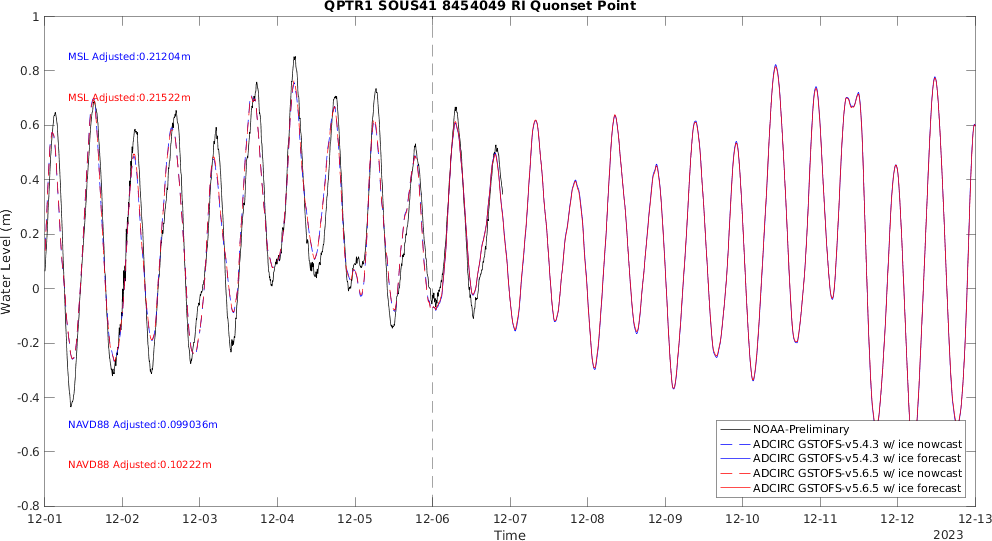 QPTR1 SOUS41 8454049 RI Quonset Point
1
0.8
0.6
0.4
0.2
0
-0.2
-0.4
-0.6
-0.8
Water Level (m)
MSL Adjusted:0.21204m
MSL Adjusted:0.21522m
NAVD88 Adjusted:0.099036m
NAVD88 Adjusted:0.10222m
NOAA-Preliminary
ADCIRC GSTOFS-v5.4.3 w/ ice nowcast
ADCIRC GSTOFS-v5.4.3 w/ ice forecast
ADCIRC GSTOFS-v5.6.5 w/ ice nowcast
ADCIRC GSTOFS-v5.6.5 w/ ice forecast
12-01 12-02 12-03 12-04 12-05 12-06 12-07 12-08 12-09 12-10 12-11 12-12 12-13
Time
2023